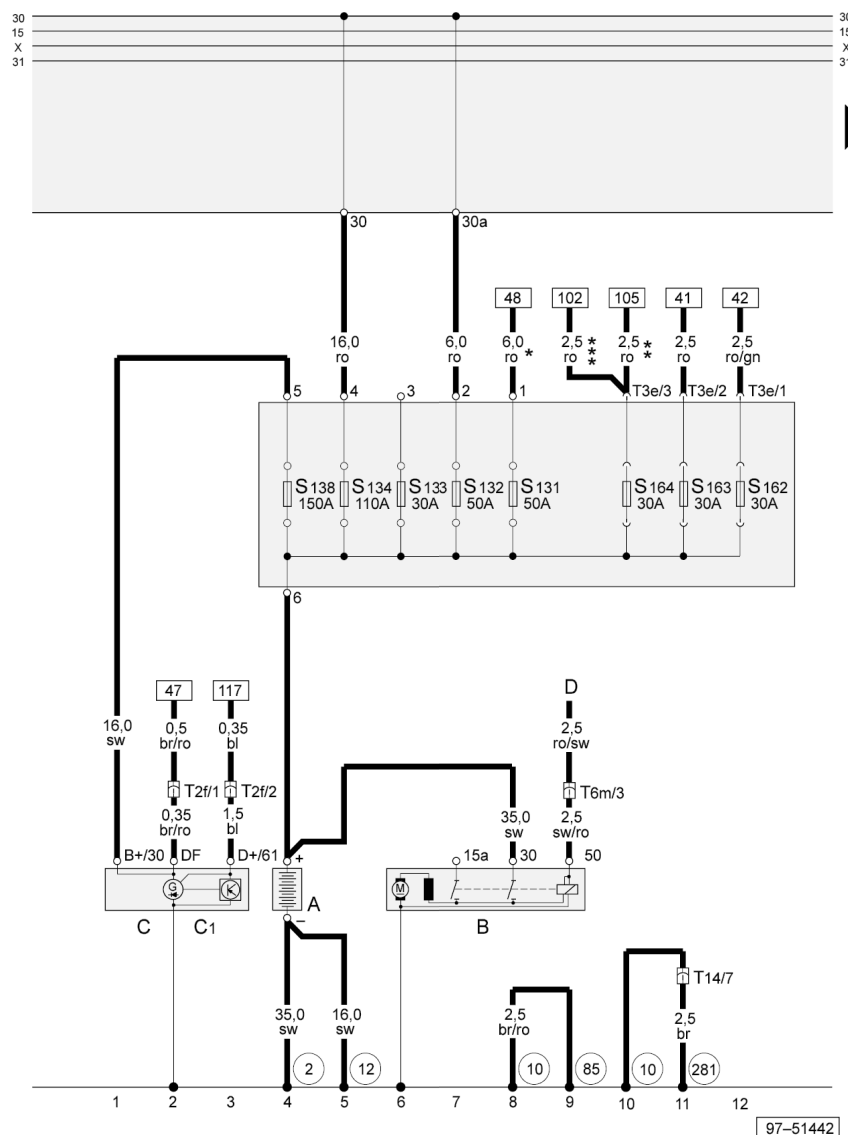 30 30
15 15
X X
31 31
30 30a
48 102 105 41 42
16,0 6,0 6,0 2,5 2,5 2,5 2,5
ro ro ro * ro *** ro ** ro ro/gn
5 4 3 2 1 T3e/3 T3e/2 T3e/1
S138 S134 S133 S132 S131 S164 S163 S162
150A 110A 30A 50A 50A 30A 30A 30A
6
47 117 D
16,0 0,5 0,35 2,5
sw br/ro bl ro/sw
T2f/1 T2f/2 T6m/3
0,35 1,5 35,0 2,5
br/ro bl sw sw/ro
B+/30 DF D+/61 + 15a 30 50
G M
A
–
C C1 B
T14/7
35,0 16,0 2,5 2,5
sw sw br/ro br
2 12 10 85 10 281
1 2 3 4 5 6 7 8 9 10 11 12
97–51442